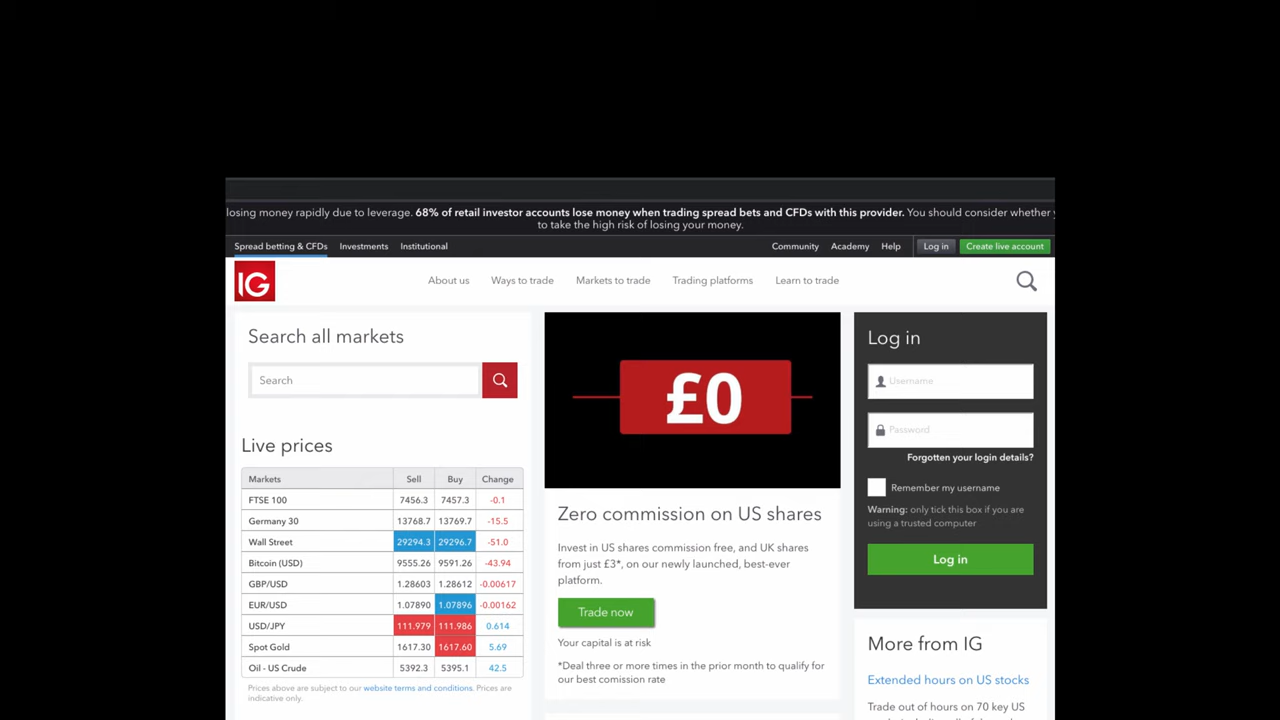 losing money rapidly due to leverage. 68% of retail investor accounts lose money when trading spread bets and CFDs with this provider. You should consider whether
to take the high risk of losing your money.
Spread betting & CFDs Investments Institutional Community Academy Help Log in Create live account
IG About us Ways to trade Markets to trade Trading platforms Learn to trade
Search all markets
Search
Live prices
Markets Sell Buy Change
FTSE 100 7456.3 7457.3 -0.1
Germany 30 13768.7 13769.7 -15.5
Wall Street 29294.3 29296.7 -51.0
Bitcoin (USD) 9555.26 9591.26 -43.94
GBP/USD 1.28603 1.28612 -0.00617
EUR/USD 1.07890 1.07896 -0.00162
USD/JPY 111.979 111.986 0.614
Spot Gold 1617.30 1617.60 5.69
Oil - US Crude 5392.3 5395.1 42.5
Prices above are subject to our website terms and conditions. Prices are
indicative only.
£0
Zero commission on US shares
Invest in US shares commission free, and UK shares
from just £3*, on our newly launched, best-ever
platform.
Trade now
Your capital is at risk
*Deal three or more times in the prior month to qualify for
our best comission rate
Log in
Username
Password
Forgotten your login details?
Remember my username
Warning: only tick this box if you are
using a trusted computer
Log in
More from IG
Extended hours on US stocks
Trade out of hours on 70 key US